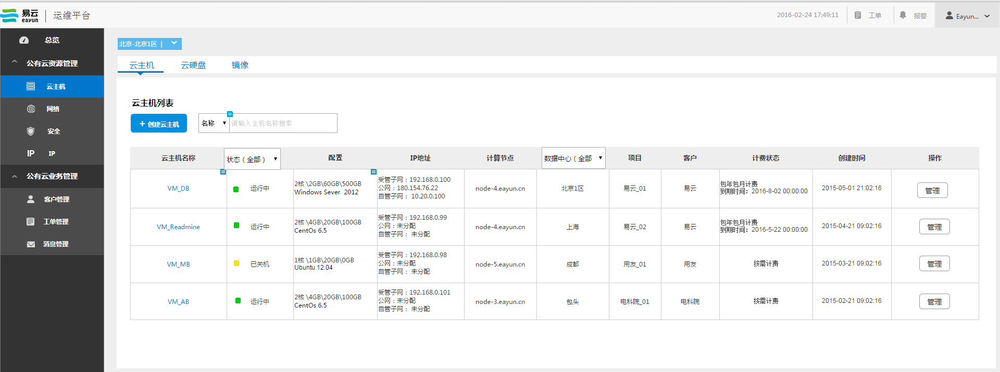 易云 eayun | 运维平台
2016-02-24 17:49:11 工单 报警 Eayun...
总览
公有云资源管理
云主机
网络
安全
IP IP
公有云业务管理
客户管理
工单管理
消息管理
北京-北京1区 |
云主机 云硬盘 镜像
云主机列表
+ 创建云主机 名称 请输入主机名称搜索
云主机名称 状态（全部） 配置 IP地址 计算节点 数据中心（全部 项目 客户 计费状态 创建时间 操作
VM_DB 运行中 2核 \2GB\60GB\500GB 受管子网：192.168.0.100 node-4.eayun.cn 北京1区 易云_01 易云 包年包月计费 2015-05-01 21:02:16 管理
Windows Sever 2012 公网：180.154.76.22 到期时间：2016-8-02 00:00:00
自管子网： 10.20.0.100
VM_Readmine 运行中 2核 \4GB\20GB\100GB 受管子网：192.168.0.99 node-4.eayun.cn 上海 易云_02 易云 包年包月计费 2015-04-21 09:02:16 管理
CentOs 6.5 公网：未分配 到期时间：2016-5-22 00:00:00
自管子网： 未分配
VM_MB 已关机 1核 \1GB\20GB\0GB 受管子网：192.168.0.98 node-5.eayun.cn 成都 用友_01 用友 按需计费 2015-03-21 09:02:16 管理
Ubuntu 12.04 公网：未分配
自管子网： 未分配
VM_AB 运行中 2核 \4GB\20GB\100GB 受管子网：192.168.0.101 node-3.eayun.cn 包头 电科院_01 电科院 按需计费 2015-02-21 09:02:16 管理
CentOs 6.5 公网：未分配
自管子网： 未分配